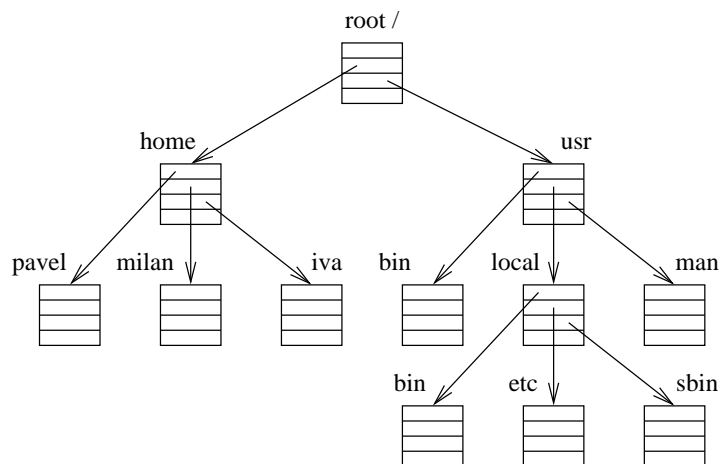 root /
home usr
pavel milan iva bin local man
bin etc sbin